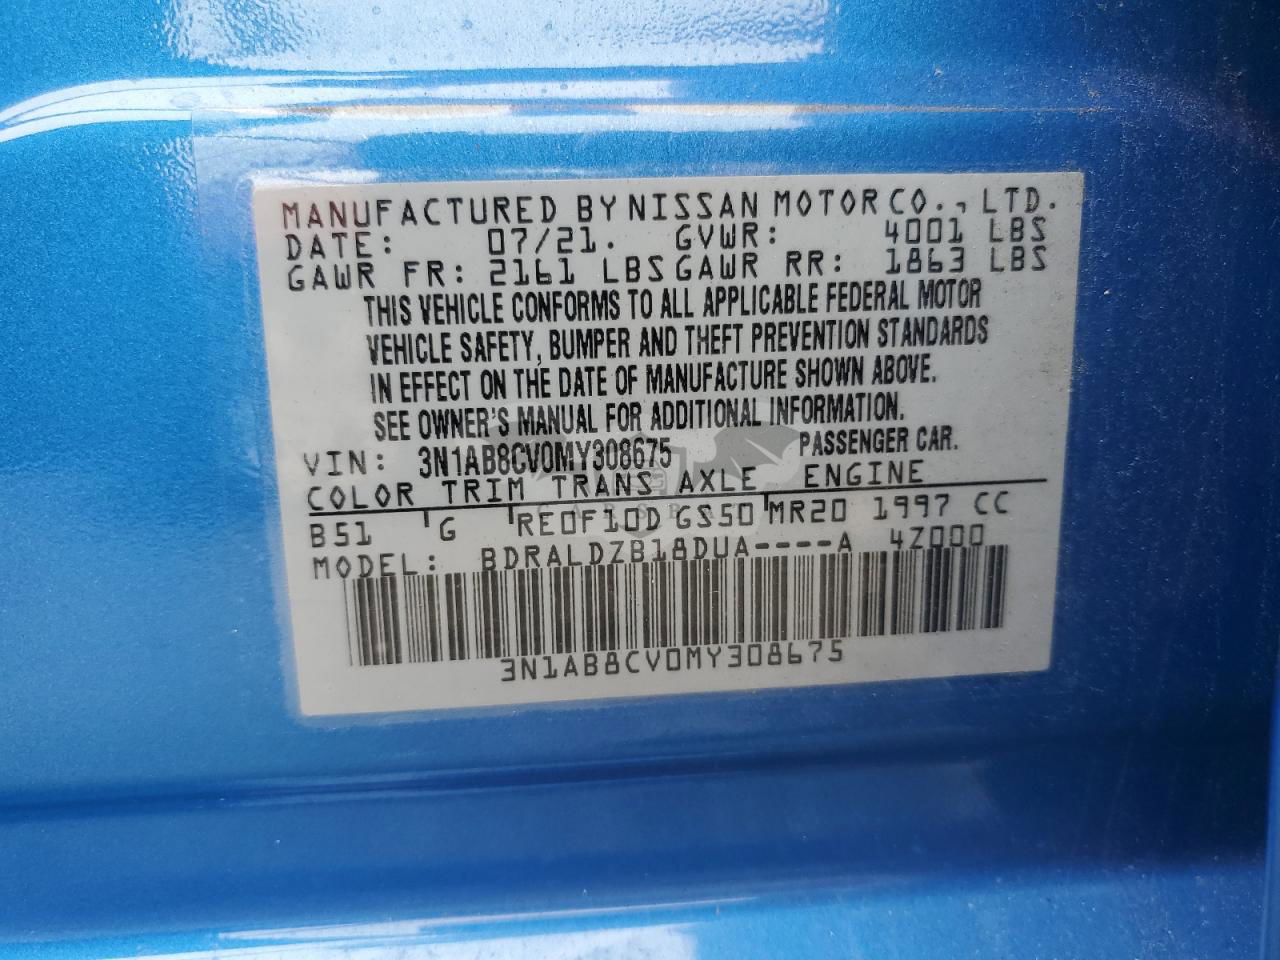 MANUFACTURED BY NISSAN MOTOR CO., LTD.
DATE: 07/21. GVWR: 4001 LBS
GAWR FR: 2161 LBS GAWR RR: 1863 LBS
THIS VEHICLE CONFORMS TO ALL APPLICABLE FEDERAL MOTOR
VEHICLE SAFETY, BUMPER AND THEFT PREVENTION STANDARDS
IN EFFECT ON THE DATE OF MANUFACTURE SHOWN ABOVE.
SEE OWNER'S MANUAL FOR ADDITIONAL INFORMATION.
VIN: 3N1AB8CV0MY308675 PASSENGER CAR.
COLOR TRIM TRANS AXLE ENGINE
B51 G RE0F10D GS50 MR20 1997 CC
MODEL: BDRALDZB18DUA----A 4Z000
3N1AB8CV0MY308675